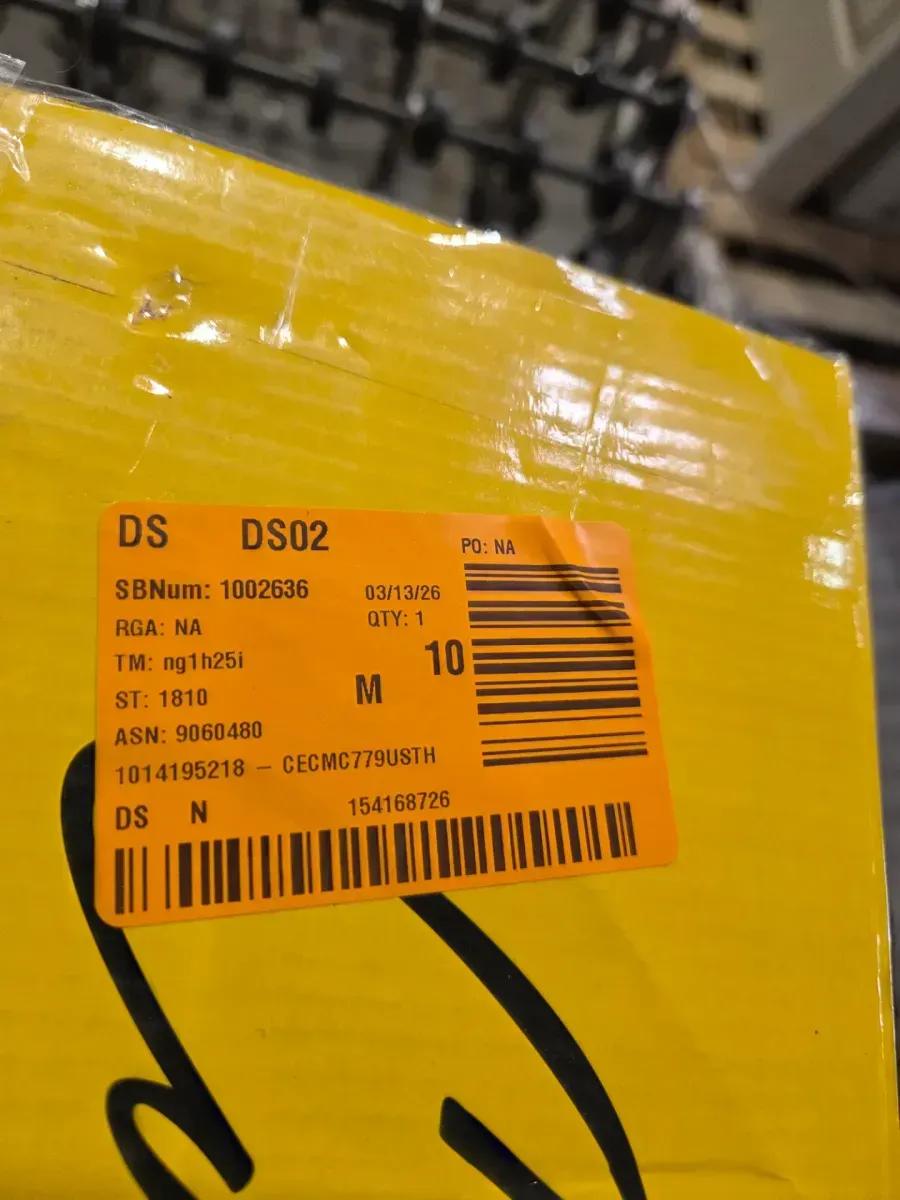 DS DS02
PO: NA
SBNum: 1002636 03/13/26
RGA: NA QTY: 1
TM: ng1h25i M 10
ST: 1810
ASN: 9060480
1014195218 – CECMC779USTH
DS N 154168726